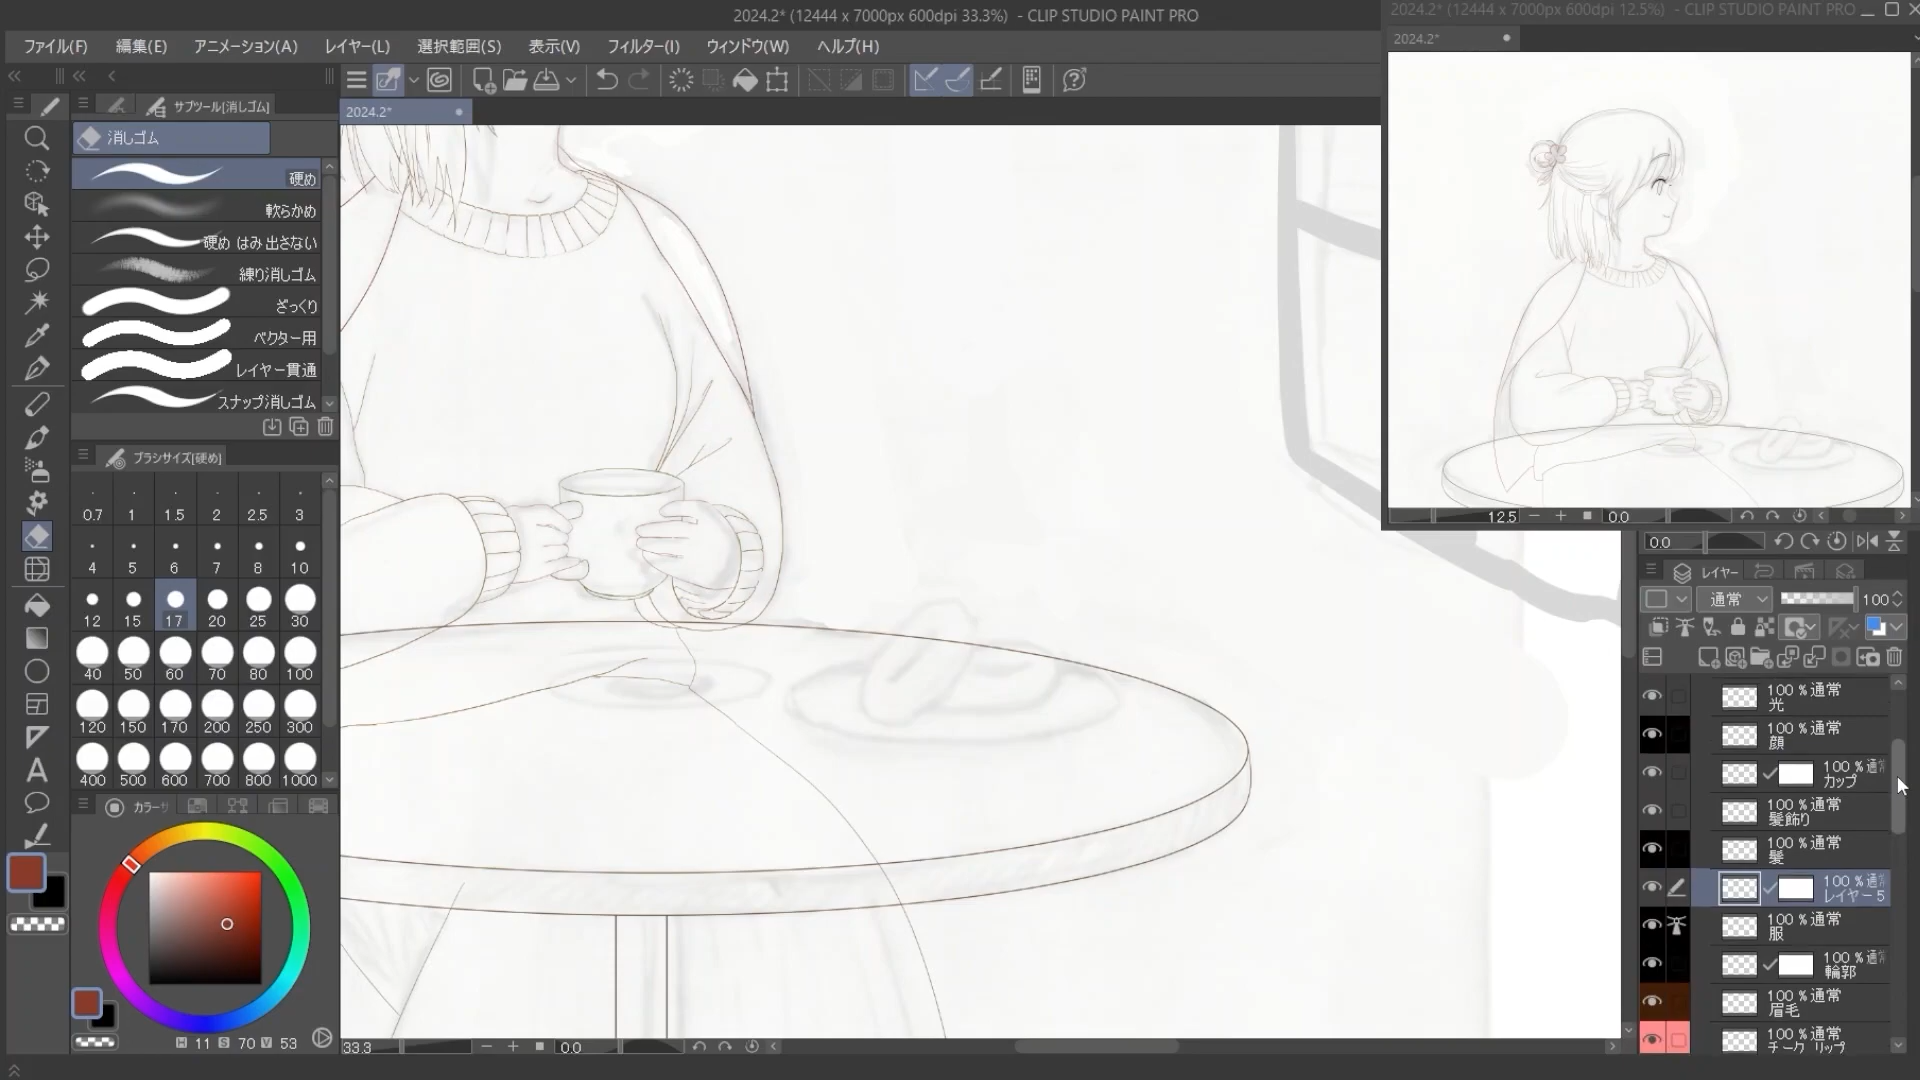 2024.2* (12444 x 7000px 600dpi 33.3%) - CLIP STUDIO PAINT PRO
2024.2* (12444 x 7000px 600dpi 12.5%) - CLIP STUDIO PAINT PRO
ファイル(F) 編集(E) アニメーション(A) レイヤー(L) 選択範囲(S) 表示(V) フィルター(I) ウィンドウ(W) ヘルプ(H)
2024.2*
サブツール[消しゴム]
2024.2*
消しゴム
硬め
軟らかめ
硬め はみ出さない
練り消しゴム
ざっくり
ベクター用
レイヤー貫通
スナップ消しゴム
ブラシサイズ[硬め]
0.7 1 1.5 2 2.5 3
4 5 6 7 8 10
12 15 17 20 25 30
40 50 60 70 80 100
120 150 170 200 250 300
400 500 600 700 800 1000
カラーサ
H 11 S 70 V 53
33.3 0.0
12.5 0.0
0.0
レイヤー
通常 100
100 %通常
光
100 %通常
顔
100 %通常
カップ
100 %通常
髪飾り
100 %通常
髪
100 %通常
レイヤー 5
100 %通常
服
100 %通常
輪郭
100 %通常
眉毛
100 %通常
チーク リップ